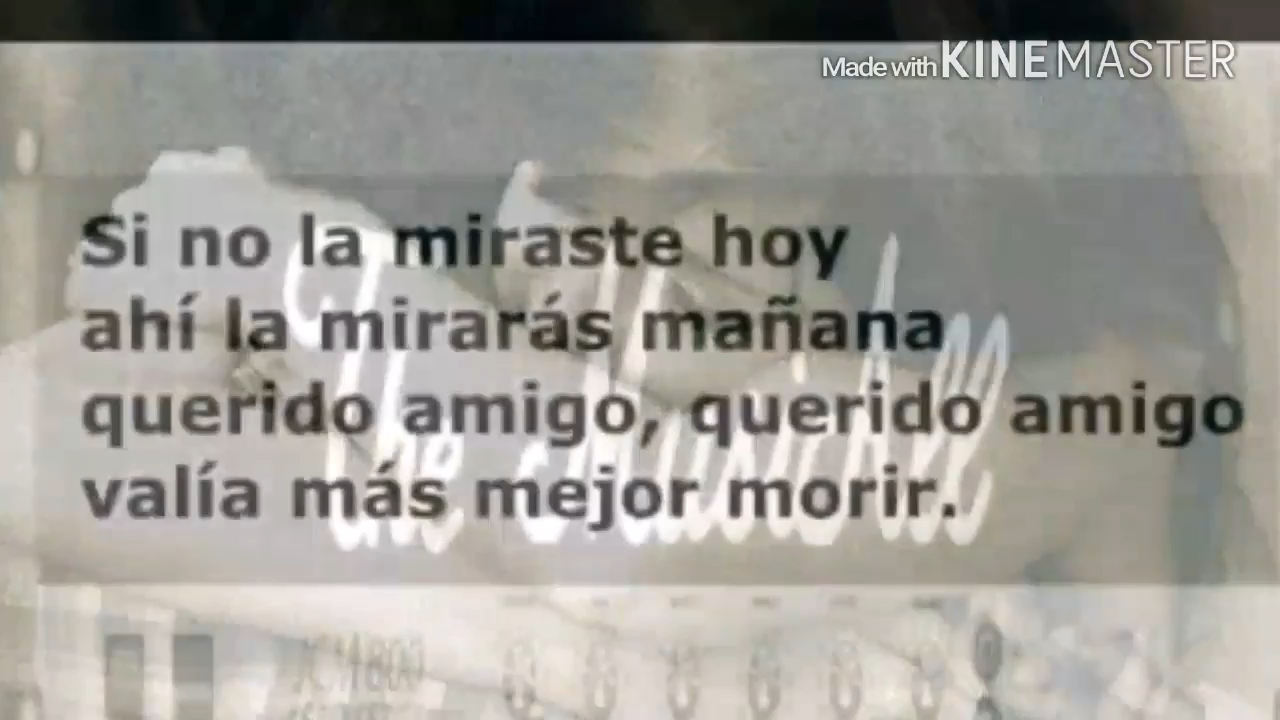 Made with KINEMASTER
Si no la miraste hoy
ahí la mirarás mañana
querido amigo, querido amigo
valía más mejor morir.
The